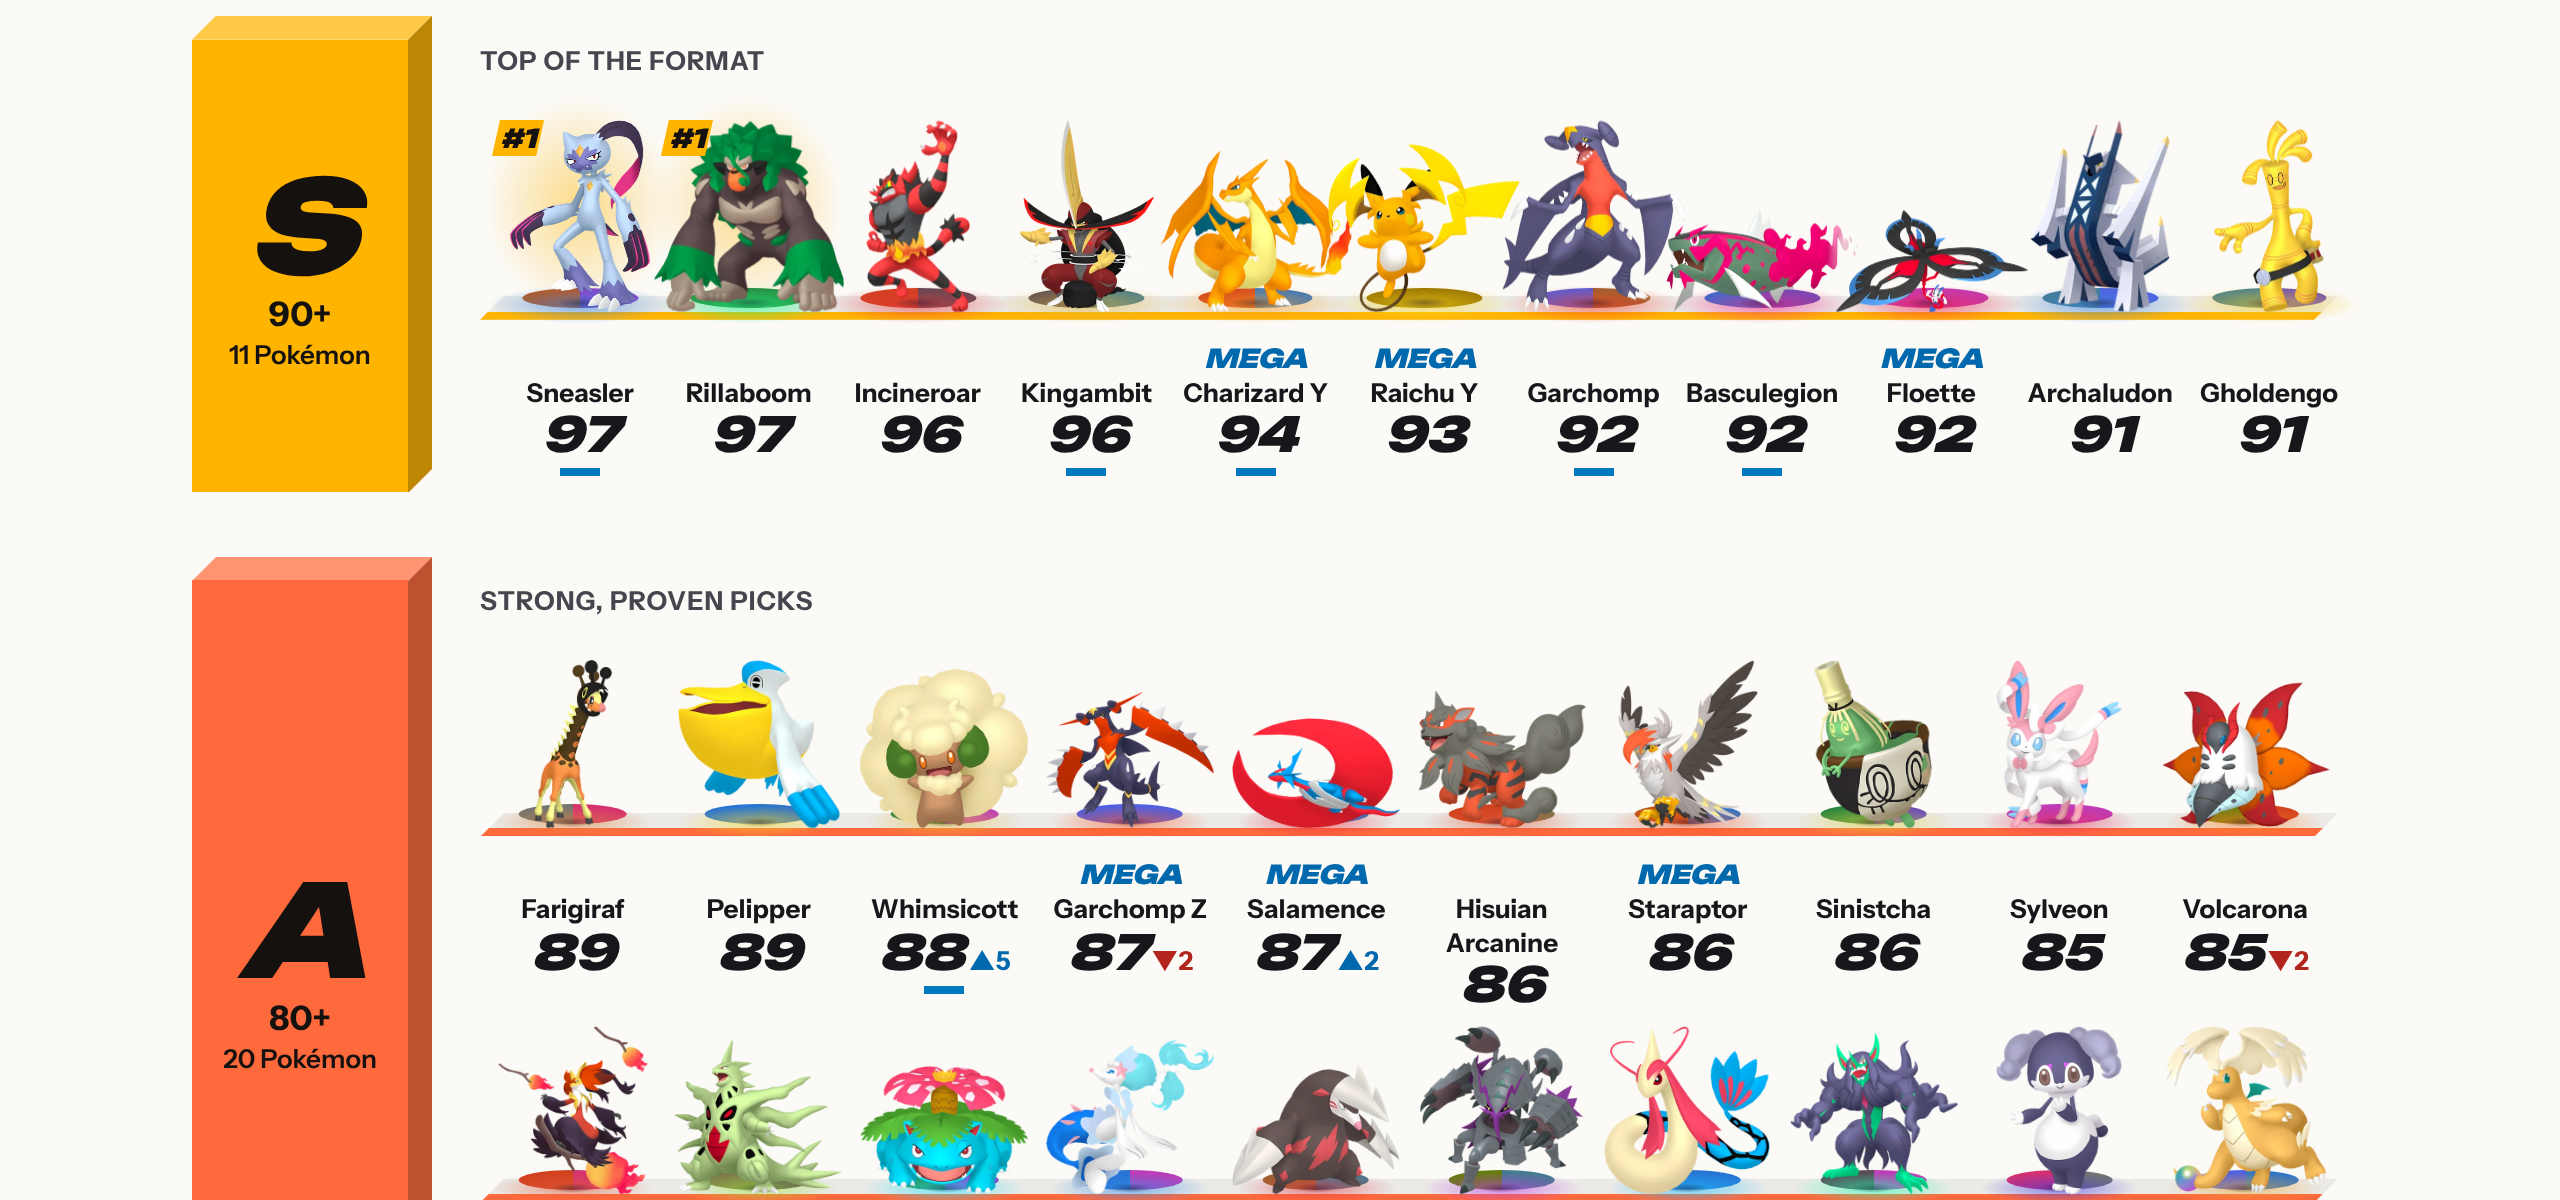 TOP OF THE FORMAT
S
90+
11 Pokémon
#1 #1
MEGA MEGA MEGA
Sneasler Rillaboom Incineroar Kingambit Charizard Y Raichu Y Garchomp Basculegion Floette Archaludon Gholdengo
97 97 96 96 94 93 92 92 92 91 91
STRONG, PROVEN PICKS
A
80+
20 Pokémon
MEGA MEGA MEGA
Farigiraf Pelipper Whimsicott Garchomp Z Salamence Hisuian Arcanine Staraptor Sinistcha Sylveon Volcarona
89 89 88▲5 87▼2 87▲2 86 86 86 85 85▼2